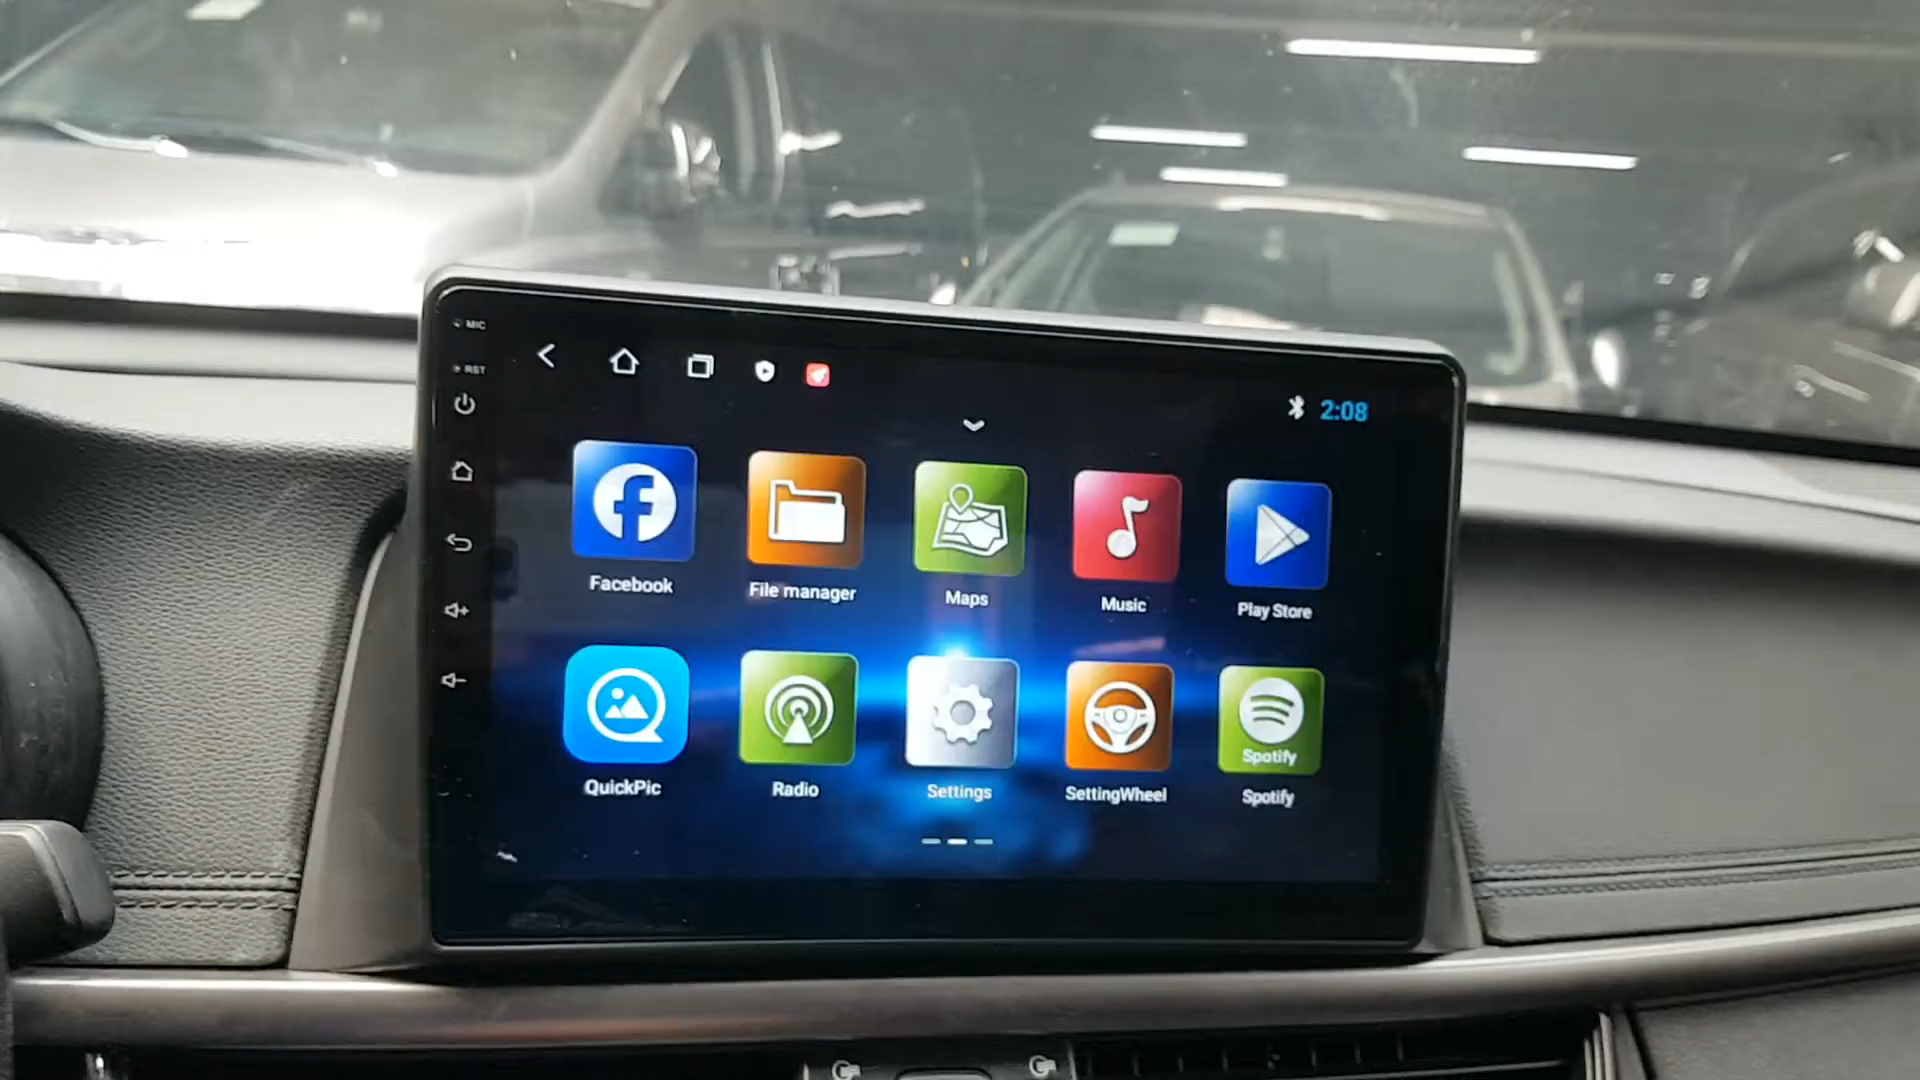 MIC
RST
2:08
Facebook
File manager
Maps
Music
Play Store
QuickPic
Radio
Settings
SettingWheel
Spotify
Spotify